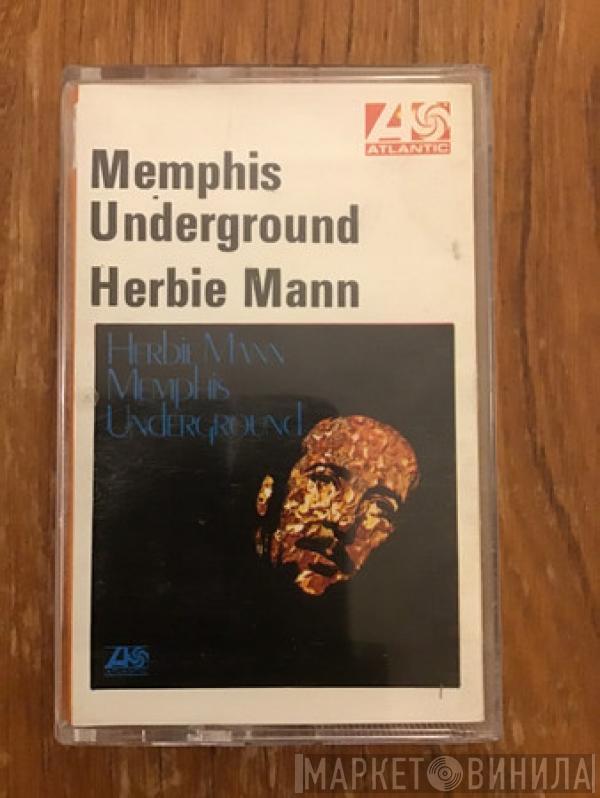 ATLANTIC
Memphis
Underground
Herbie Mann
Herbie Mann
Memphis
Underground
МАРКЕТ ВИНИЛА